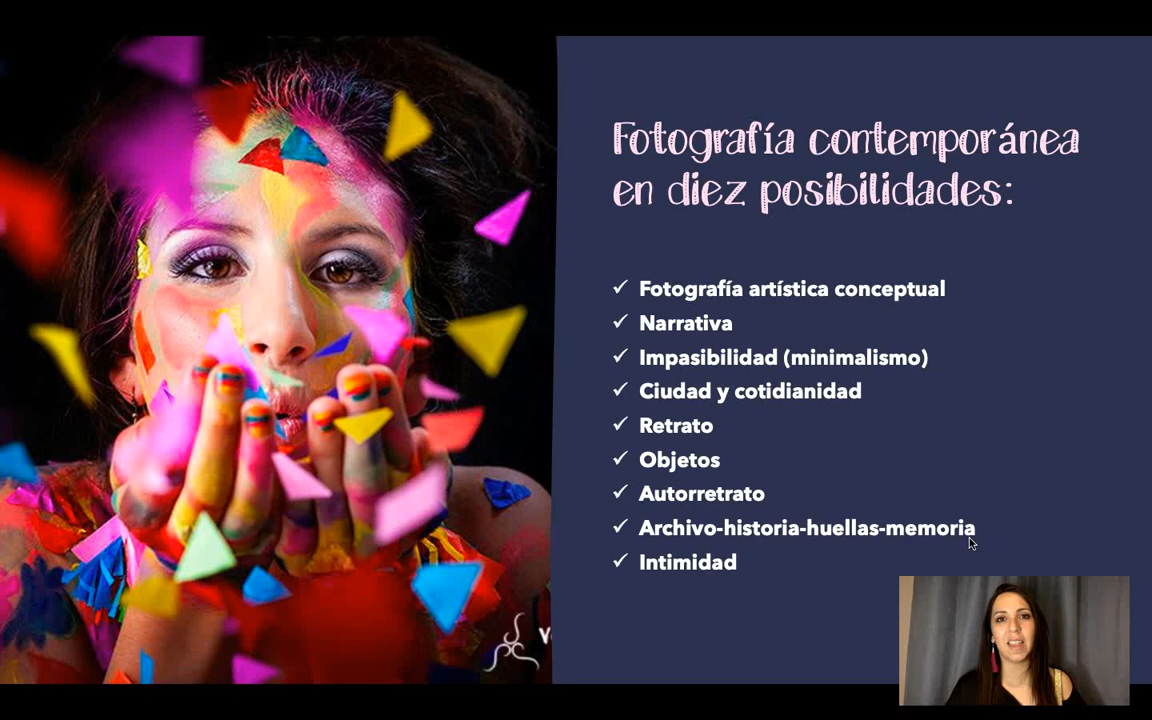 Fotografía contemporánea
en diez posibilidades:
✓ Fotografía artística conceptual
✓ Narrativa
✓ Impasibilidad (minimalismo)
✓ Ciudad y cotidianidad
✓ Retrato
✓ Objetos
✓ Autorretrato
✓ Archivo-historia-huellas-memoria
✓ Intimidad